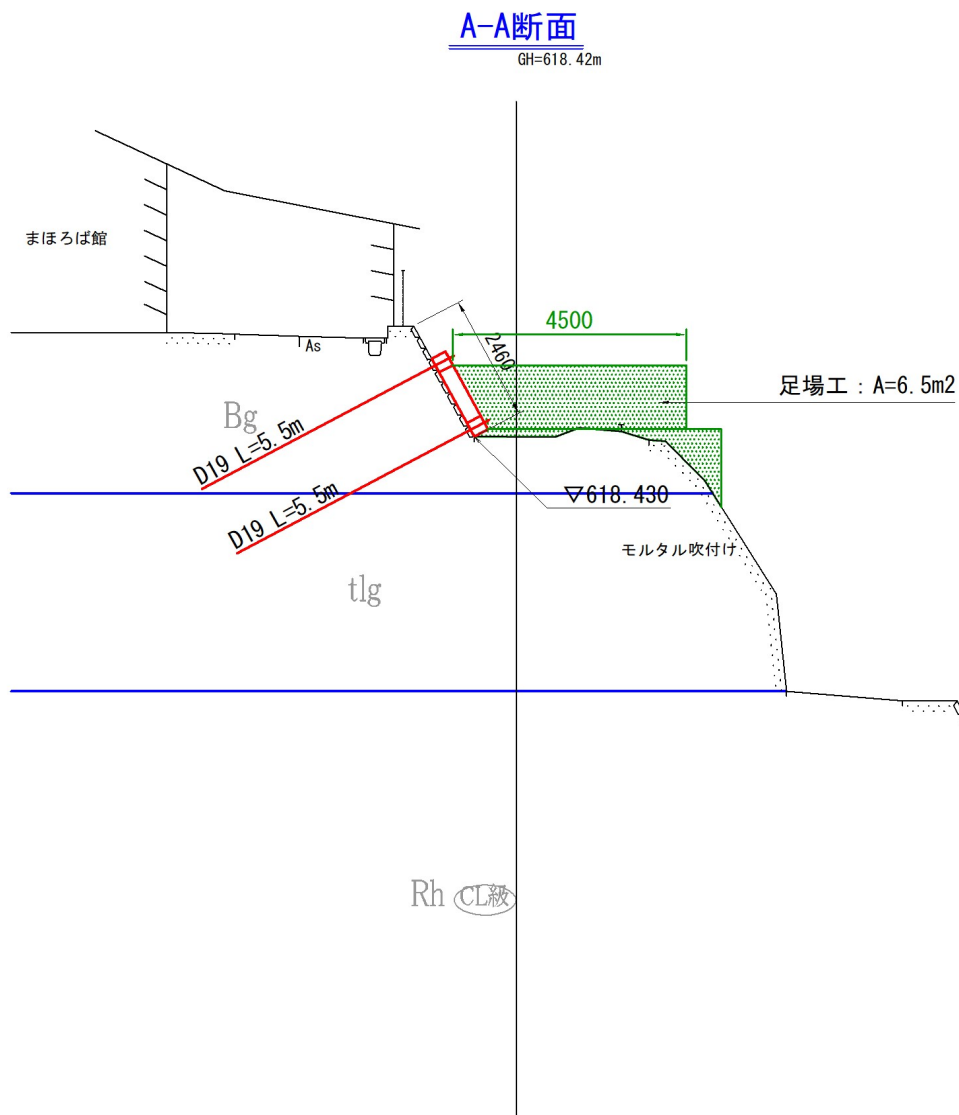 A-A断面
GH=618.42m
まほろば館
4500
2460
As
足場工：A=6.5m2
Bg
D19 L=5.5m
▽618.430
D19 L=5.5m
モルタル吹付け
tlg
Rh CL級